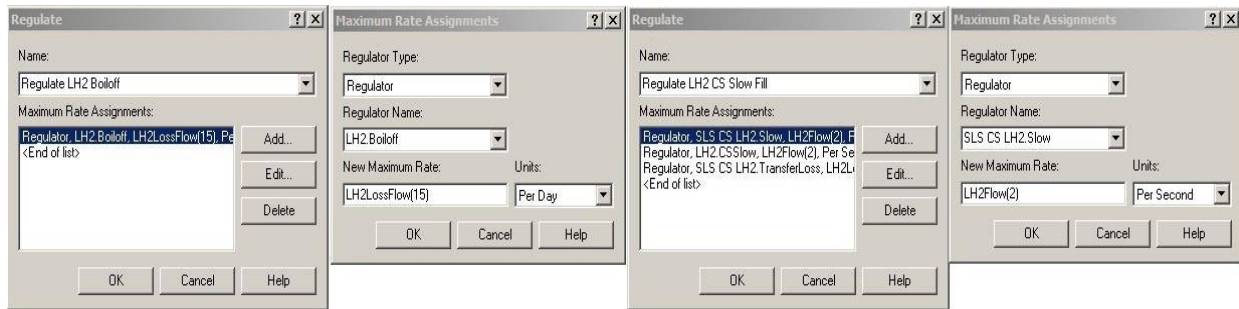 Regulate
Name:
Regulate LH2 Boiloff
Maximum Rate Assignments:
Regulator, LH2.Boiloff, LH2LossFlow(15), Pe
<End of list>
Add...
Edit...
Delete
OK
Cancel
Help
Maximum Rate Assignments
Regulator Type:
Regulator
Regulator Name:
LH2.Boiloff
New Maximum Rate:
Units:
LH2LossFlow(15)
Per Day
OK
Cancel
Help
Regulate
Name:
Regulate LH2 CS Slow Fill
Maximum Rate Assignments:
Regulator, SLS CS LH2.Slow, LH2Flow(2), F
Regulator, LH2.CSSlow, LH2Flow(2), Per Se
Regulator, SLS CS LH2.TransferLoss, LH2L
<End of list>
Add...
Edit...
Delete
OK
Cancel
Help
Maximum Rate Assignments
Regulator Type:
Regulator
Regulator Name:
SLS CS LH2.Slow
New Maximum Rate:
Units:
LH2Flow(2)
Per Second
OK
Cancel
Help